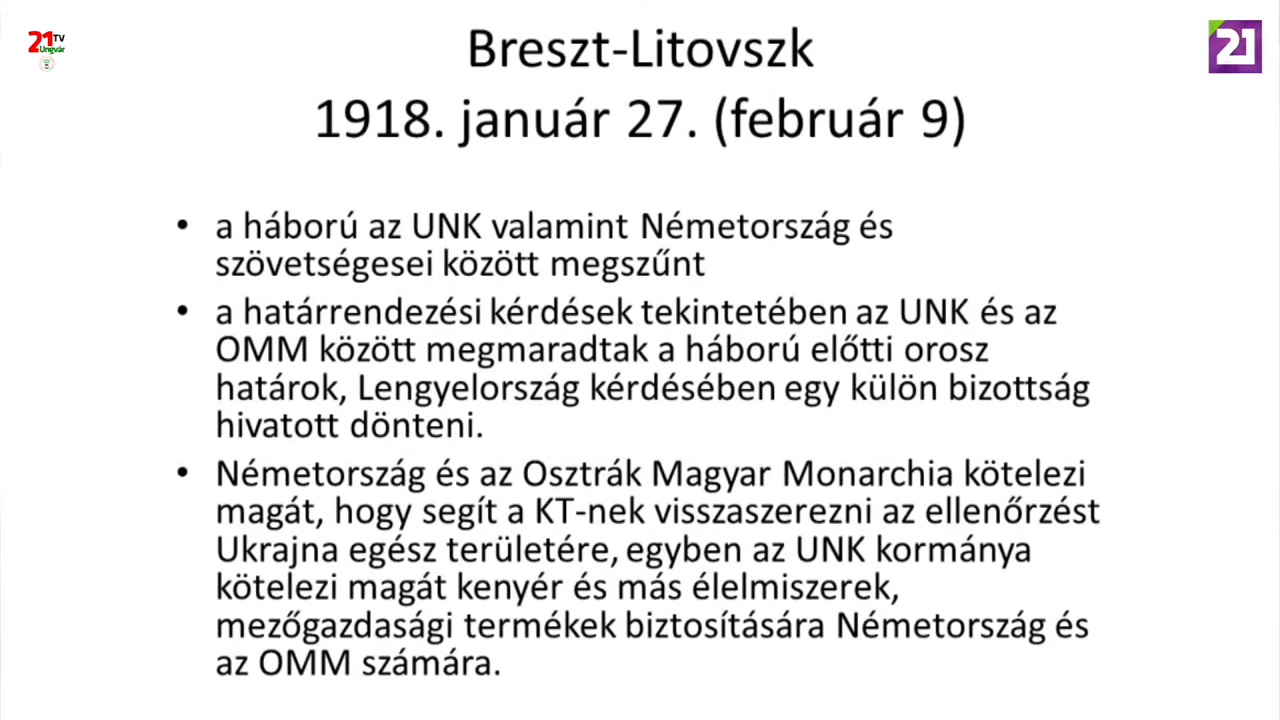 21 TV
Ungvár
21
Breszt-Litovszk
1918. január 27. (február 9)
• a háború az UNK valamint Németország és
szövetségesei között megszűnt
• a határrendezési kérdések tekintetében az UNK és az
OMM között megmaradtak a háború előtti orosz
határok, Lengyelország kérdésében egy külön bizottság
hivatott dönteni.
• Németország és az Osztrák Magyar Monarchia kötelezi
magát, hogy segít a KT-nek visszaszerezni az ellenőrzést
Ukrajna egész területére, egyben az UNK kormánya
kötelezi magát kenyér és más élelmiszerek,
mezőgazdasági termékek biztosítására Németország és
az OMM számára.